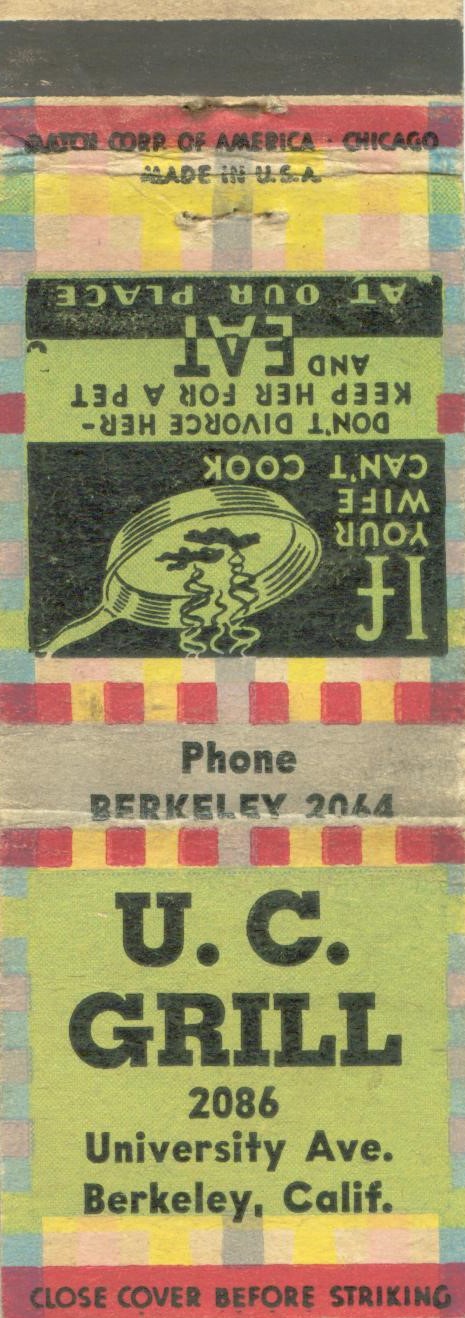 MATCH CORP. OF AMERICA · CHICAGO
MADE IN U.S.A.
If
YOUR
WIFE
CAN'T COOK
DON'T DIVORCE HER-
KEEP HER FOR A PET
AND EAT
AT OUR PLACE
Phone
BERKELEY 2064
U. C.
GRILL
2086
University Ave.
Berkeley, Calif.
CLOSE COVER BEFORE STRIKING